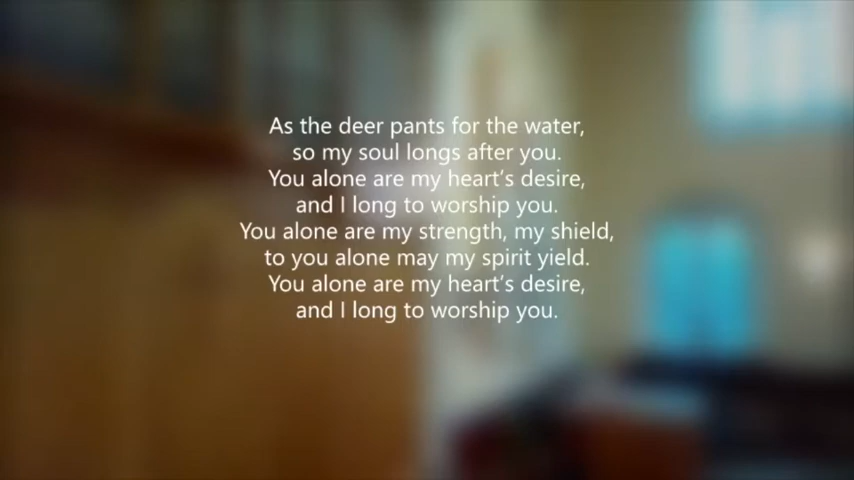 As the deer pants for the water,
so my soul longs after you.
You alone are my heart's desire,
and I long to worship you.
You alone are my strength, my shield,
to you alone may my spirit yield.
You alone are my heart's desire,
and I long to worship you.